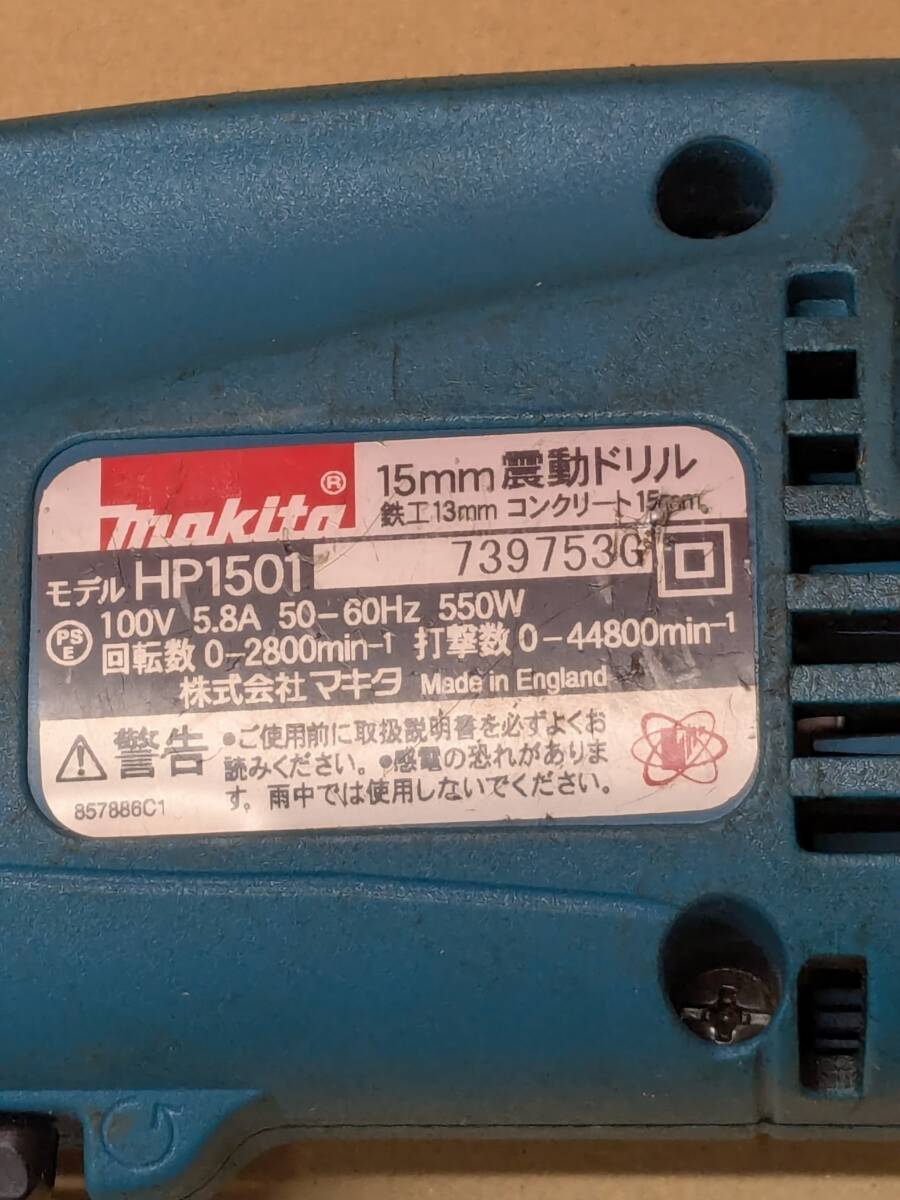 makita®
15mm 震動ドリル
鉄工13mm コンクリート15mm
モデル HP1501
739753G
PS E
100V 5.8A 50-60Hz 550W
回転数 0-2800min-1 打撃数 0-44800min-1
株式会社マキタ Made in England
警告
•ご使用前に取扱説明書を必ずよくお
読みください。•感電の恐れがありま
す。雨中では使用しないでください。
857886C1